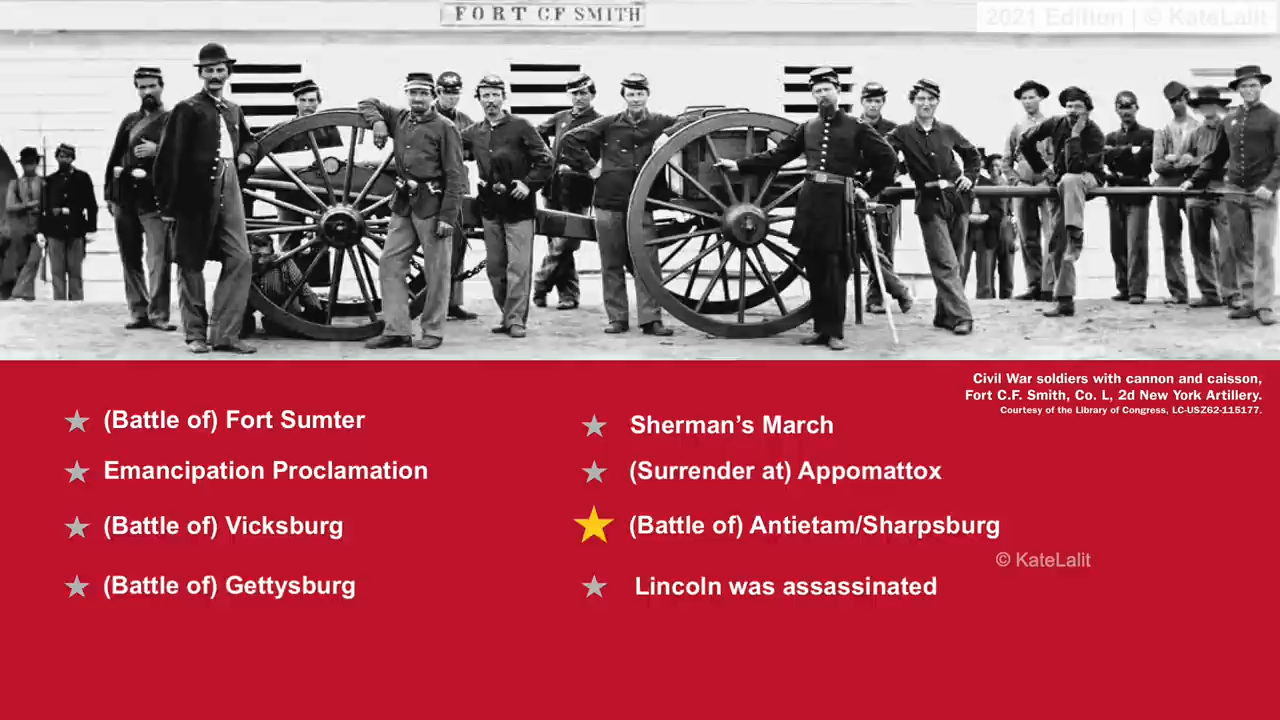 FORT CF SMITH
2021 Edition | © KateLalit
Civil War soldiers with cannon and caisson,
Fort C.F. Smith, Co. L, 2d New York Artillery.
Courtesy of the Library of Congress, LC-USZ62-115177.
(Battle of) Fort Sumter
Emancipation Proclamation
(Battle of) Vicksburg
(Battle of) Gettysburg
Sherman’s March
(Surrender at) Appomattox
(Battle of) Antietam/Sharpsburg
© KateLalit
Lincoln was assassinated